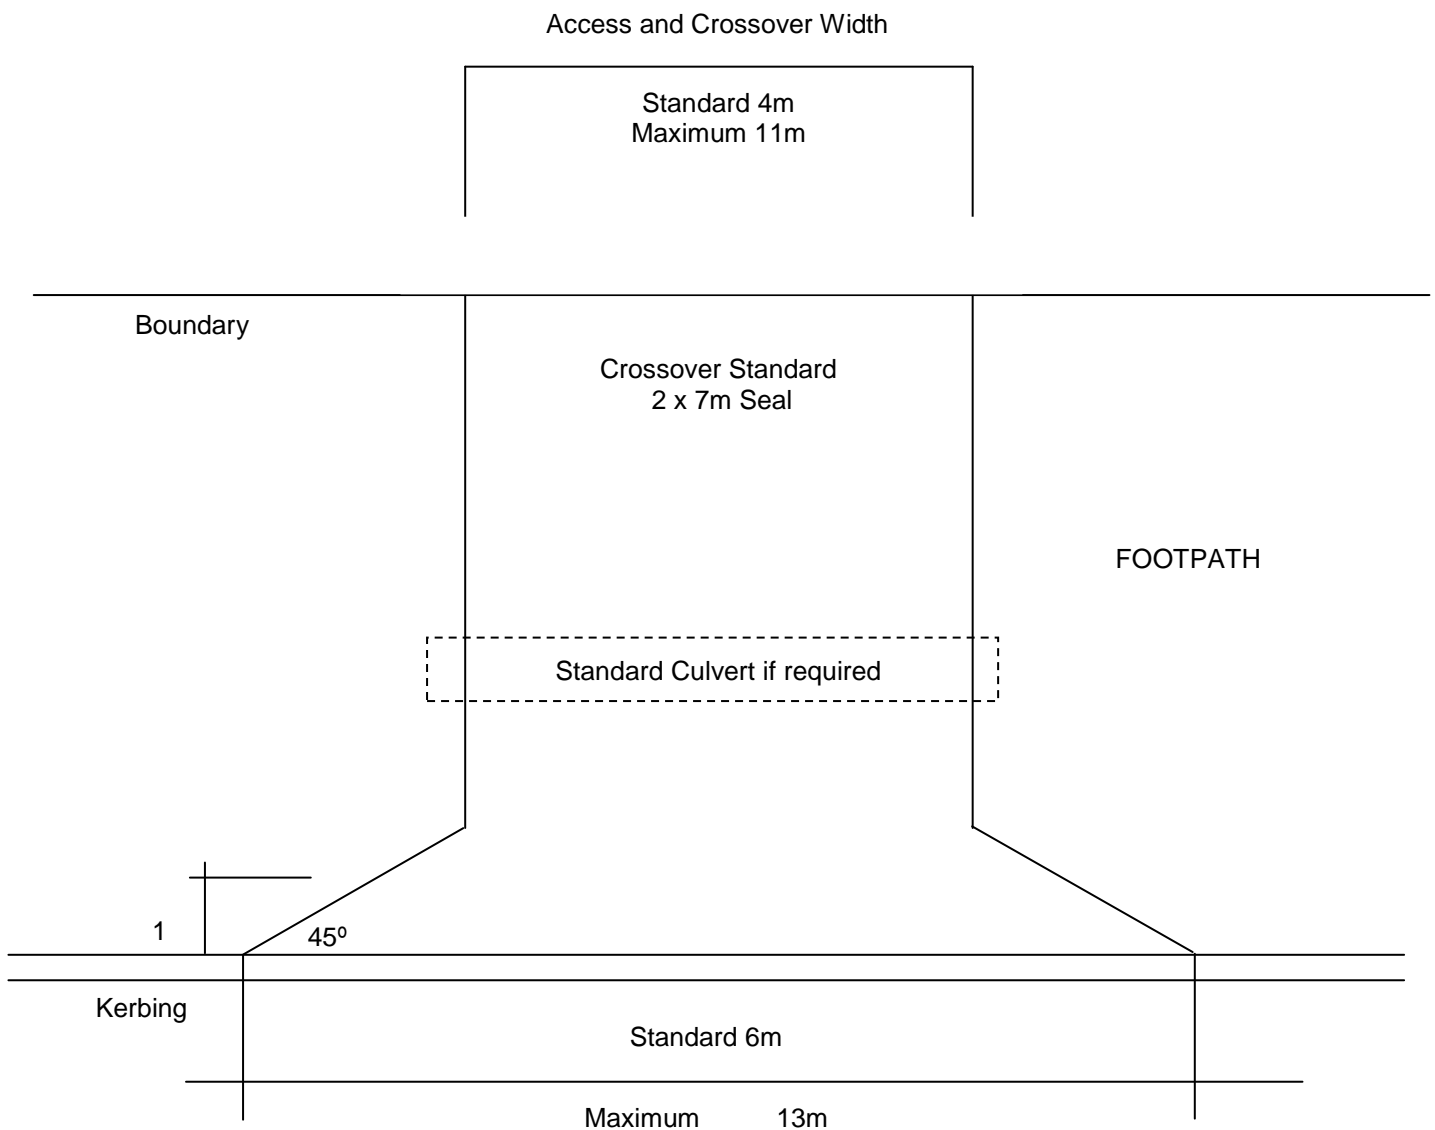 Access and Crossover Width
Standard 4m
Maximum 11m
Boundary
Crossover Standard
2 x 7m Seal
FOOTPATH
Standard Culvert if required
1
45º
Kerbing
Standard 6m
Maximum 13m